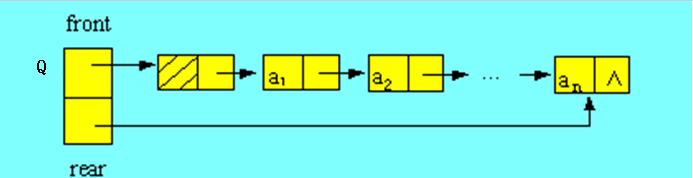 front
Q
a₁ a₂ ... aₙ ∧
rear